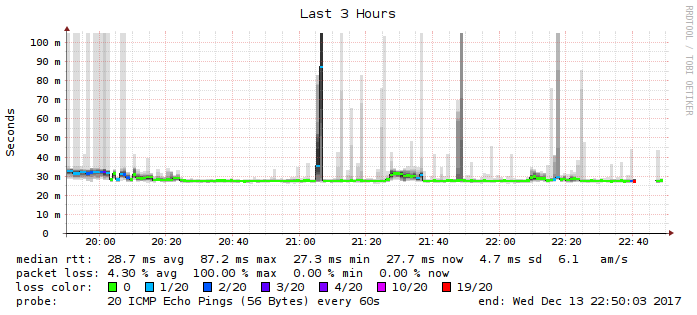 Last 3 Hours
RRDTOOL / TOBI OETIKER
Seconds
100 m
90 m
80 m
70 m
60 m
50 m
40 m
30 m
20 m
10 m
0
20:00 20:20 20:40 21:00 21:20 21:40 22:00 22:20 22:40
median rtt: 28.7 ms avg 87.2 ms max 27.3 ms min 27.7 ms now 4.7 ms sd 6.1 am/s
packet loss: 4.30 % avg 100.00 % max 0.00 % min 0.00 % now
loss color: 0 1/20 2/20 3/20 4/20 10/20 19/20
probe: 20 ICMP Echo Pings (56 Bytes) every 60s end: Wed Dec 13 22:50:03 2017